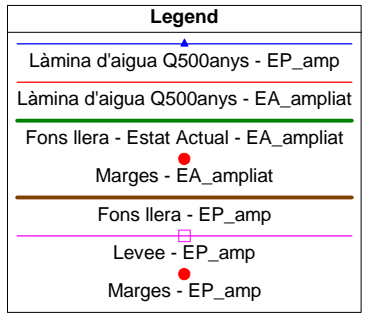 Legend
Làmina d'aigua Q500anys - EP_amp
Làmina d'aigua Q500anys - EA_ampliat
Fons llera - Estat Actual - EA_ampliat
Marges - EA_ampliat
Fons llera - EP_amp
Levee - EP_amp
Marges - EP_amp